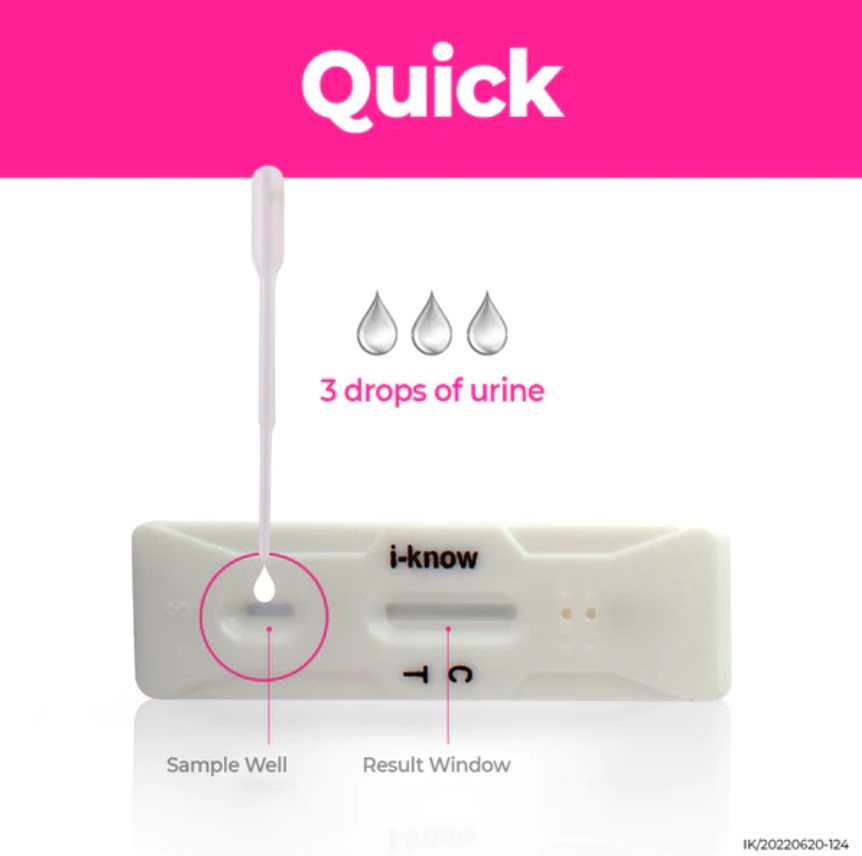 Quick
3 drops of urine
i-know
S
T C
Sample Well
Result Window
IK/20220620-124